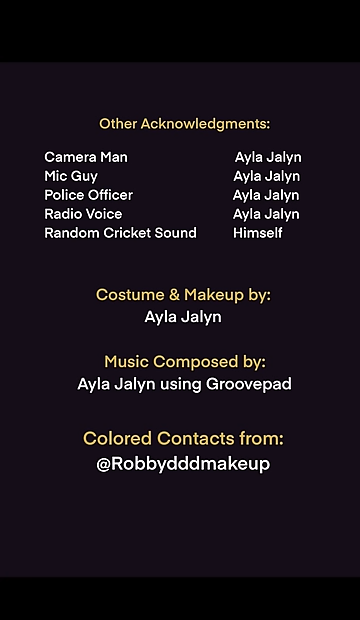 Other Acknowledgments:
Camera Man Ayla Jalyn
Mic Guy Ayla Jalyn
Police Officer Ayla Jalyn
Radio Voice Ayla Jalyn
Random Cricket Sound Himself
Costume & Makeup by:
Ayla Jalyn
Music Composed by:
Ayla Jalyn using Groovepad
Colored Contacts from:
@Robbydddmakeup